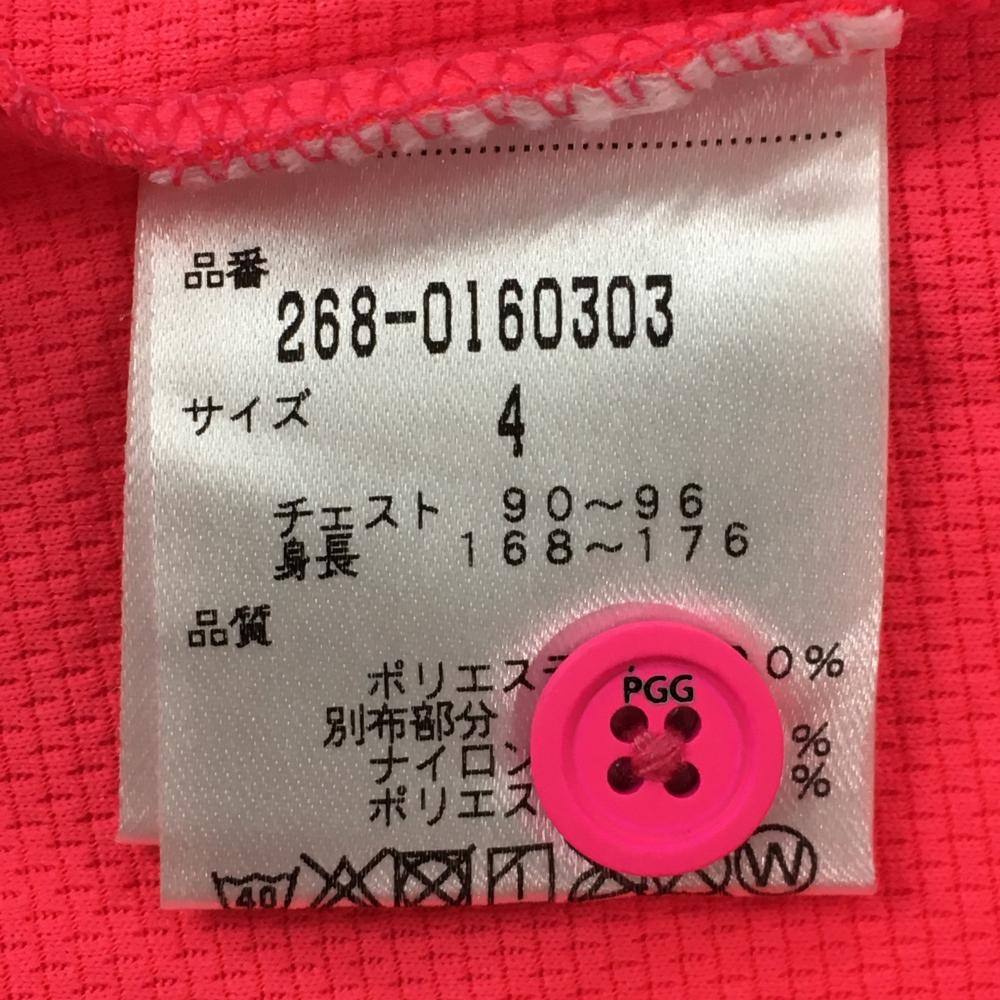 品番
268-0160303
サイズ 4
チェスト 90～96
身長 168～176
品質
ポリエス 0%
別布部分
ナイロン %
ポリエス %
PGG
40 W